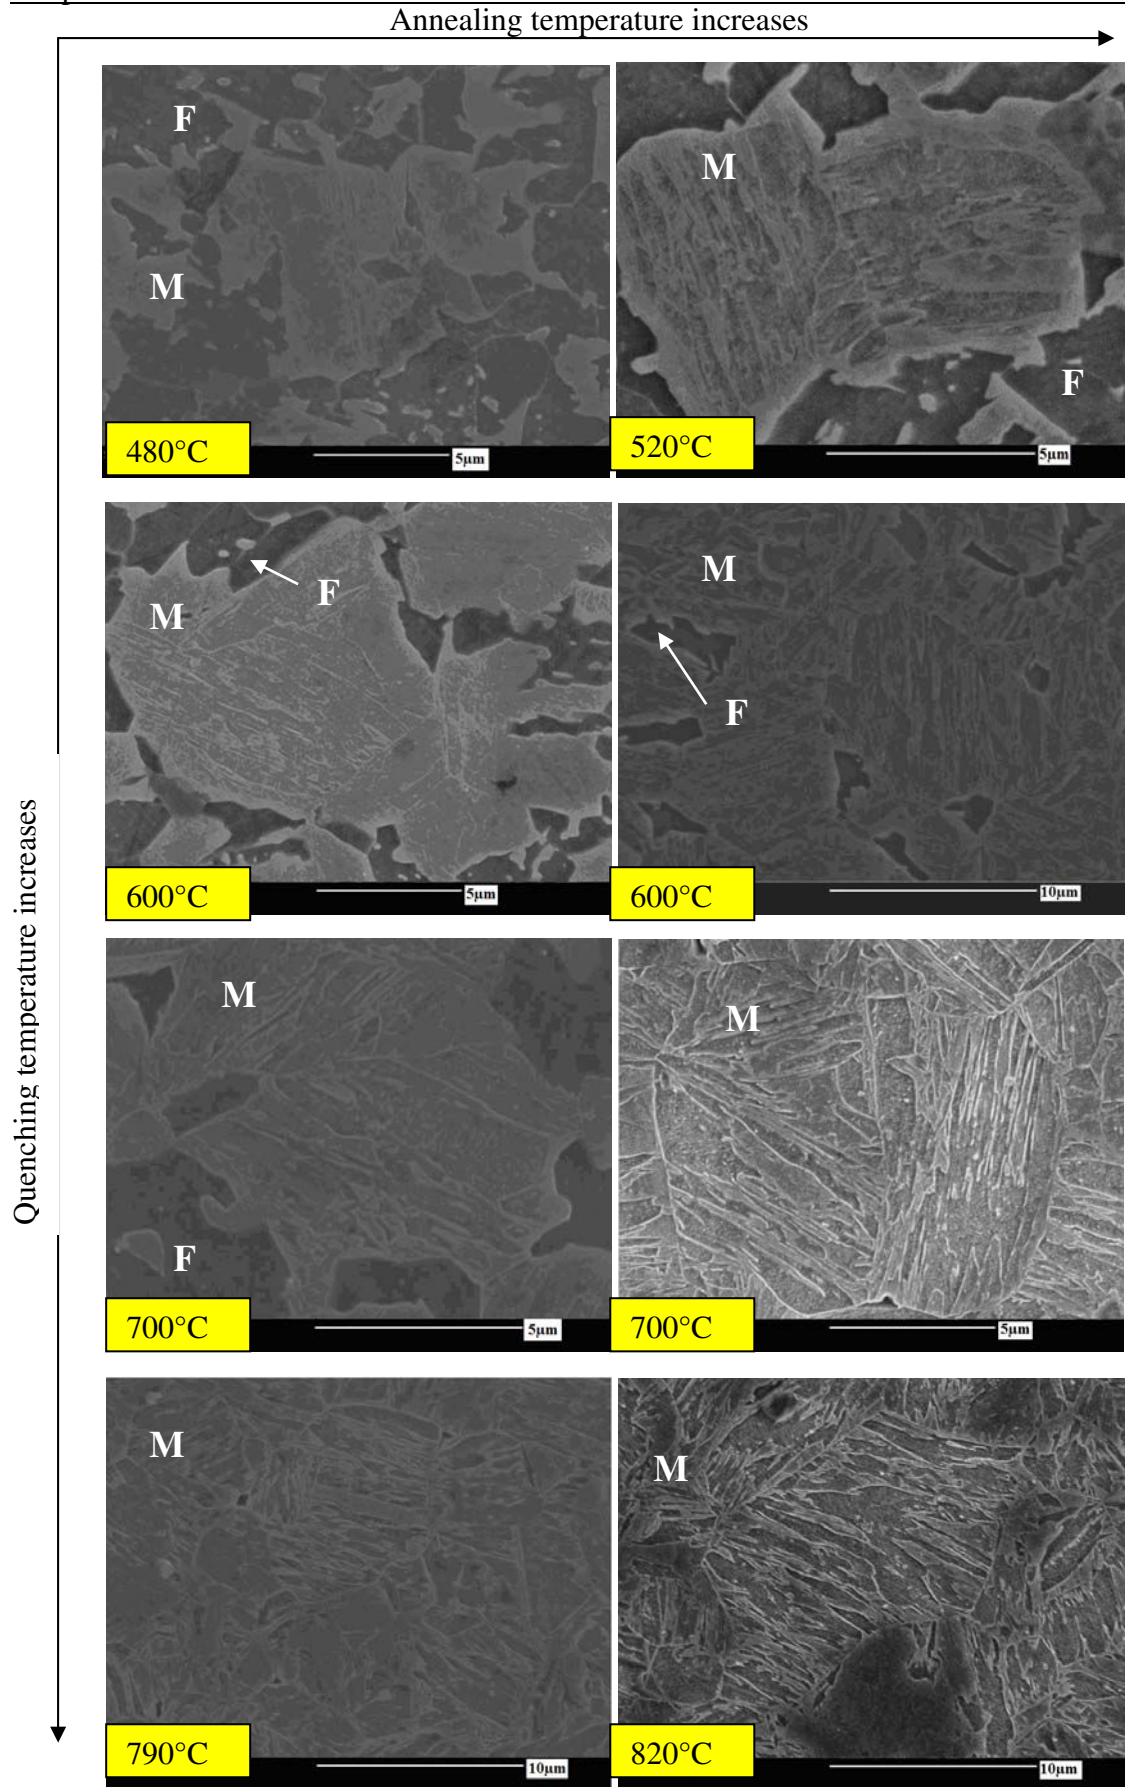 Annealing temperature increases
Quenching temperature increases
F
M
480°C
5µm
M
F
520°C
5µm
M
F
600°C
5µm
M
F
600°C
10µm
M
F
700°C
5µm
M
700°C
5µm
M
790°C
10µm
M
820°C
10µm